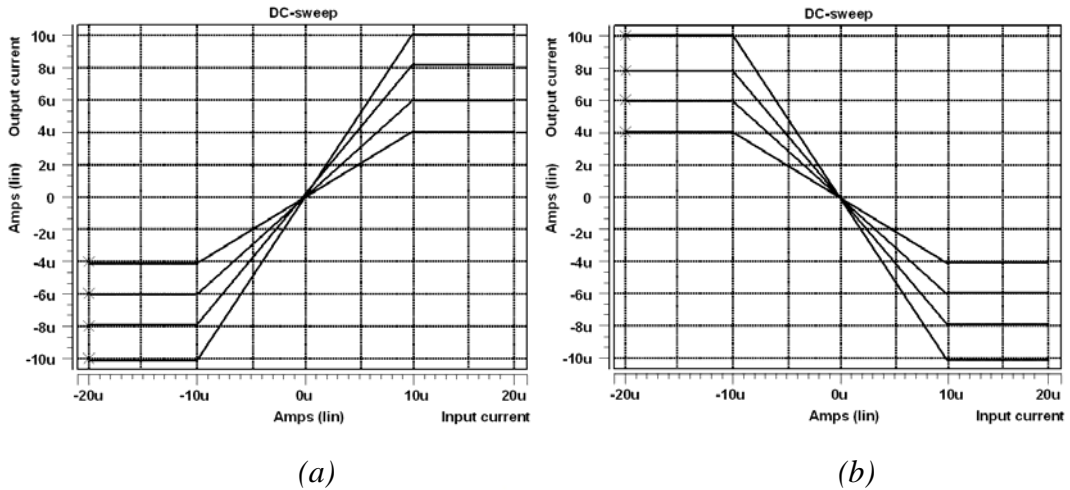 DC-sweep
Output current
Amps (lin)
10u
8u
6u
4u
2u
0
-2u
-4u
-6u
-8u
-10u
-20u
-10u
0u
10u
20u
Amps (lin)
Input current
(a)
DC-sweep
Output current
Amps (lin)
10u
8u
6u
4u
2u
0
-2u
-4u
-6u
-8u
-10u
-20u
-10u
0u
10u
20u
Amps (lin)
Input current
(b)